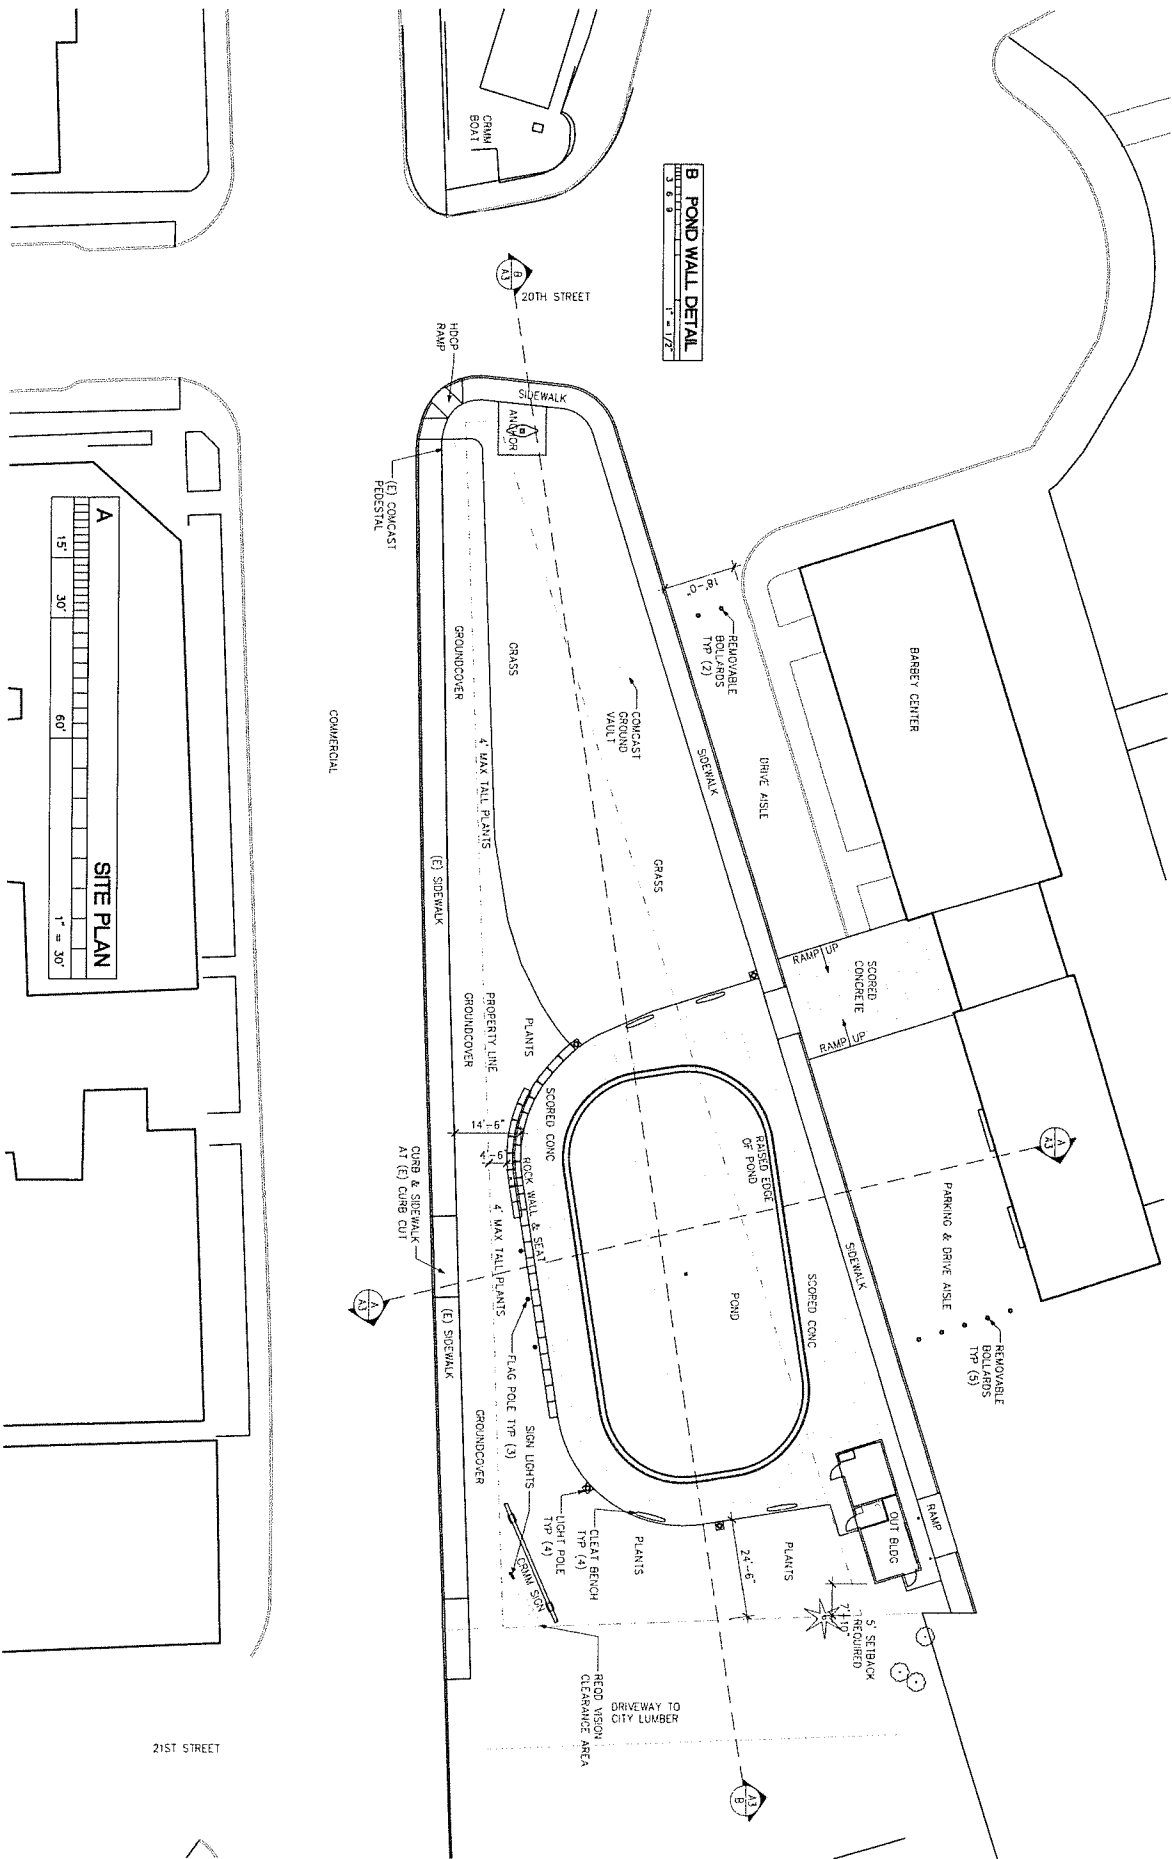 CRMM
BOAT
B POND WALL DETAIL
3 6 9
1" = 1/2"
B
A3
20TH STREET
HDCP
RAMP
SIDEWALK
ANCHOR
(E) COMCAST
PEDESTAL
18'-0"
REMOVABLE
BOLLARDS
TYP (2)
BARBEY CENTER
COMCAST
GROUND
VAULT
GRASS
GROUNDCOVER
SIDEWALK
DRIVE AISLE
COMMERCIAL
4' MAX TALL PLANTS
GRASS
(E) SIDEWALK
A
SITE PLAN
15'
30'
60'
1" = 30'
RAMP UP
SCORED
CONCRETE
RAMP UP
PLANTS
PROPERTY LINE
GROUNDCOVER
SCORED CONC
14'-6"
4'-6"
ROCK WALL & SEAT
RAISED EDGE
OF POND
A
A3
CURB & SIDEWALK
AT (E) CURB CUT
4' MAX TALL PLANTS
PARKING & DRIVE AISLE
SIDEWALK
POND
SCORED CONC
A
A3
(E) SIDEWALK
FLAG POLE TYP (3)
REMOVABLE
BOLLARDS
TYP (5)
GROUNDCOVER
SIGN LIGHTS
LIGHT POLE
TYP (4)
CLEAT BENCH
TYP (4)
PLANTS
CRMM SIGN
24'-6"
PLANTS
OUT BLDG
RAMP
7'-10"
5' SETBACK
REQUIRED
REQD VISION
CLEARANCE AREA
DRIVEWAY TO
CITY LUMBER
21ST STREET
A3
B